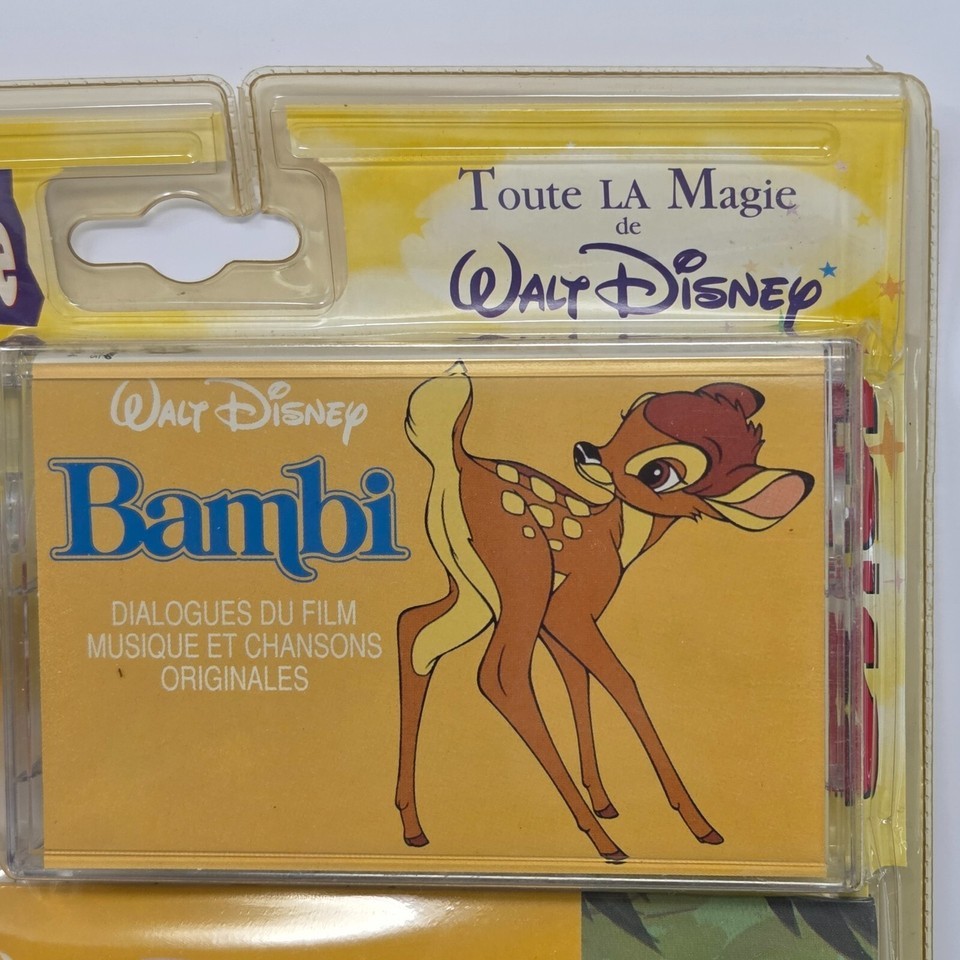 Toute LA Magie
de
WALT DISNEY
WALT DISNEY
Bambi
DIALOGUES DU FILM
MUSIQUE ET CHANSONS
ORIGINALES